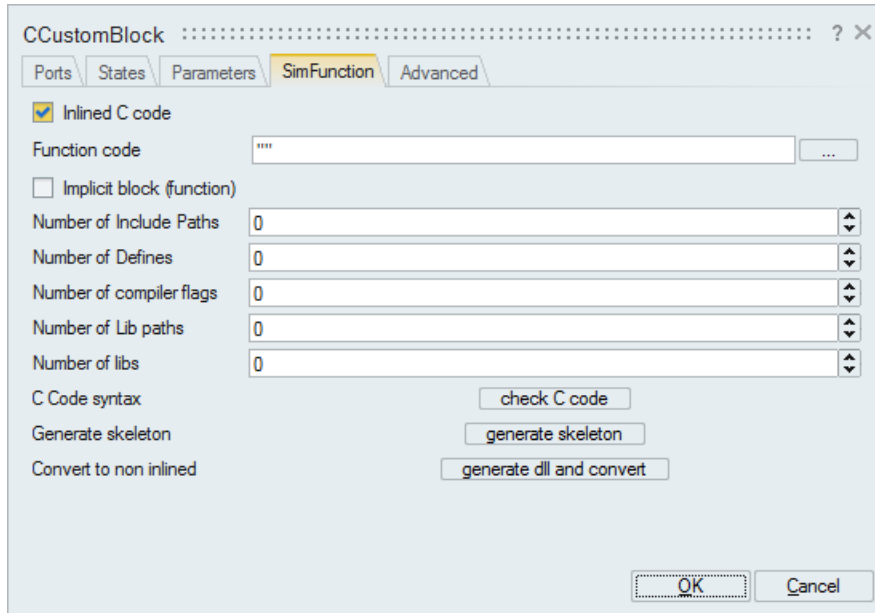 CCustomBlock ? ×
Ports States Parameters SimFunction Advanced
Inlined C code
Function code "" ...
Implicit block (function)
Number of Include Paths 0
Number of Defines 0
Number of compiler flags 0
Number of Lib paths 0
Number of libs 0
C Code syntax check C code
Generate skeleton generate skeleton
Convert to non inlined generate dll and convert
OK Cancel